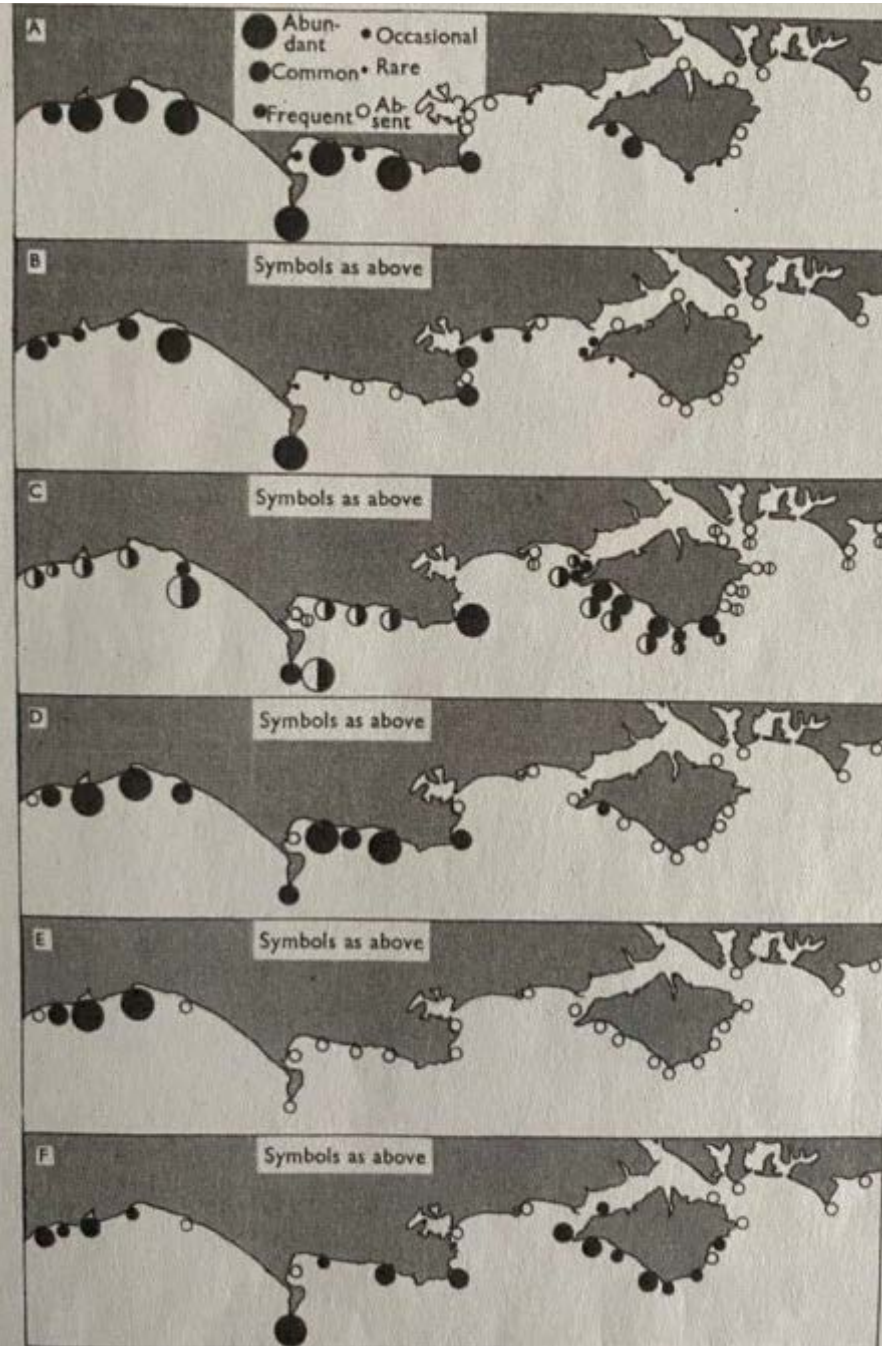 A
Abun-
dant
Occasional
Common
Rare
Frequent
Ab-
sent
B
Symbols as above
C
Symbols as above
D
Symbols as above
E
Symbols as above
F
Symbols as above